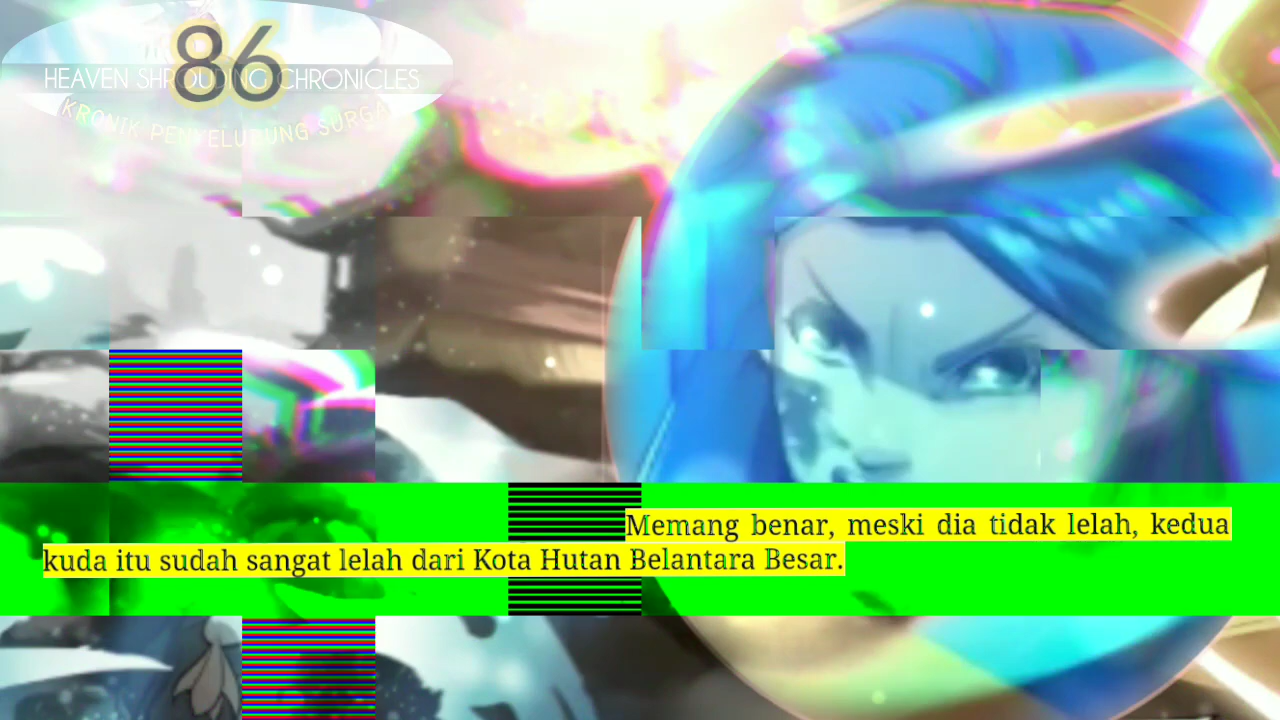 86
HEAVEN SHROUDING CHRONICLES
KRONIK PENYELUBUNG SURGA
Memang benar, meski dia tidak lelah, kedua
kuda itu sudah sangat lelah dari Kota Hutan Belantara Besar.